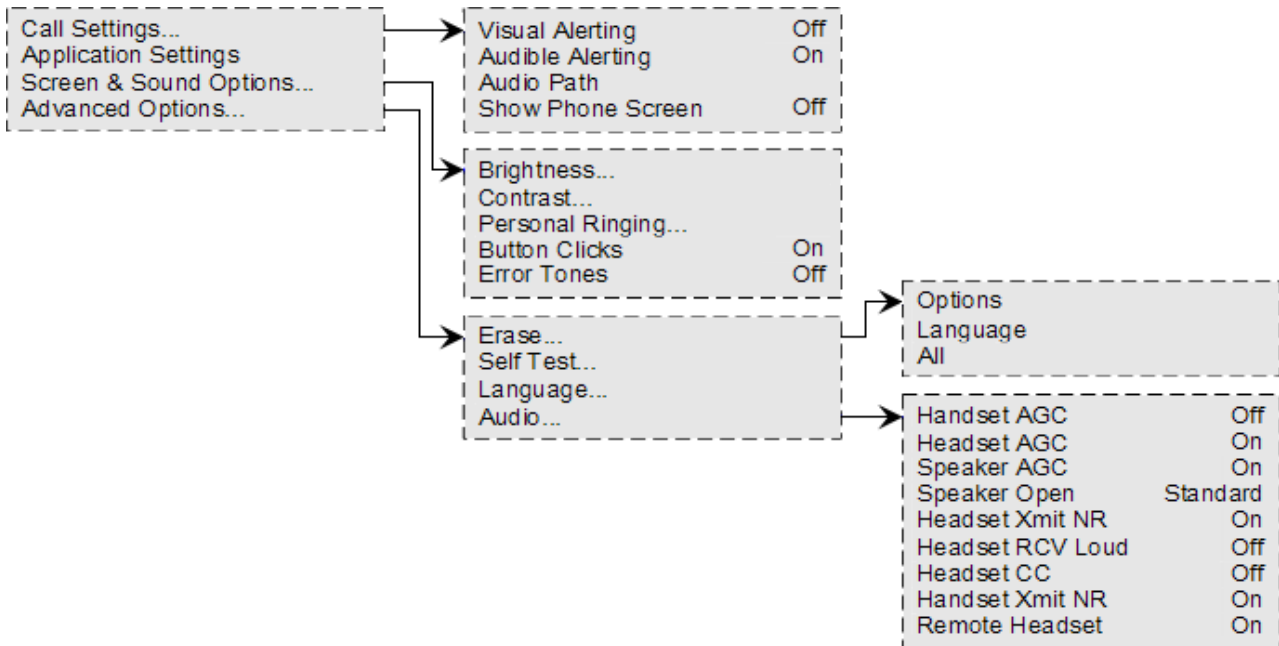 Call Settings...
Application Settings
Screen & Sound Options...
Advanced Options...
Visual Alerting Off
Audible Alerting On
Audio Path
Show Phone Screen Off
Brightness...
Contrast...
Personal Ringing...
Button Clicks On
Error Tones Off
Erase...
Self Test...
Language...
Audio...
Options
Language
All
Handset AGC Off
Headset AGC On
Speaker AGC On
Speaker Open Standard
Headset Xmit NR On
Headset RCV Loud Off
Headset CC Off
Handset Xmit NR On
Remote Headset On